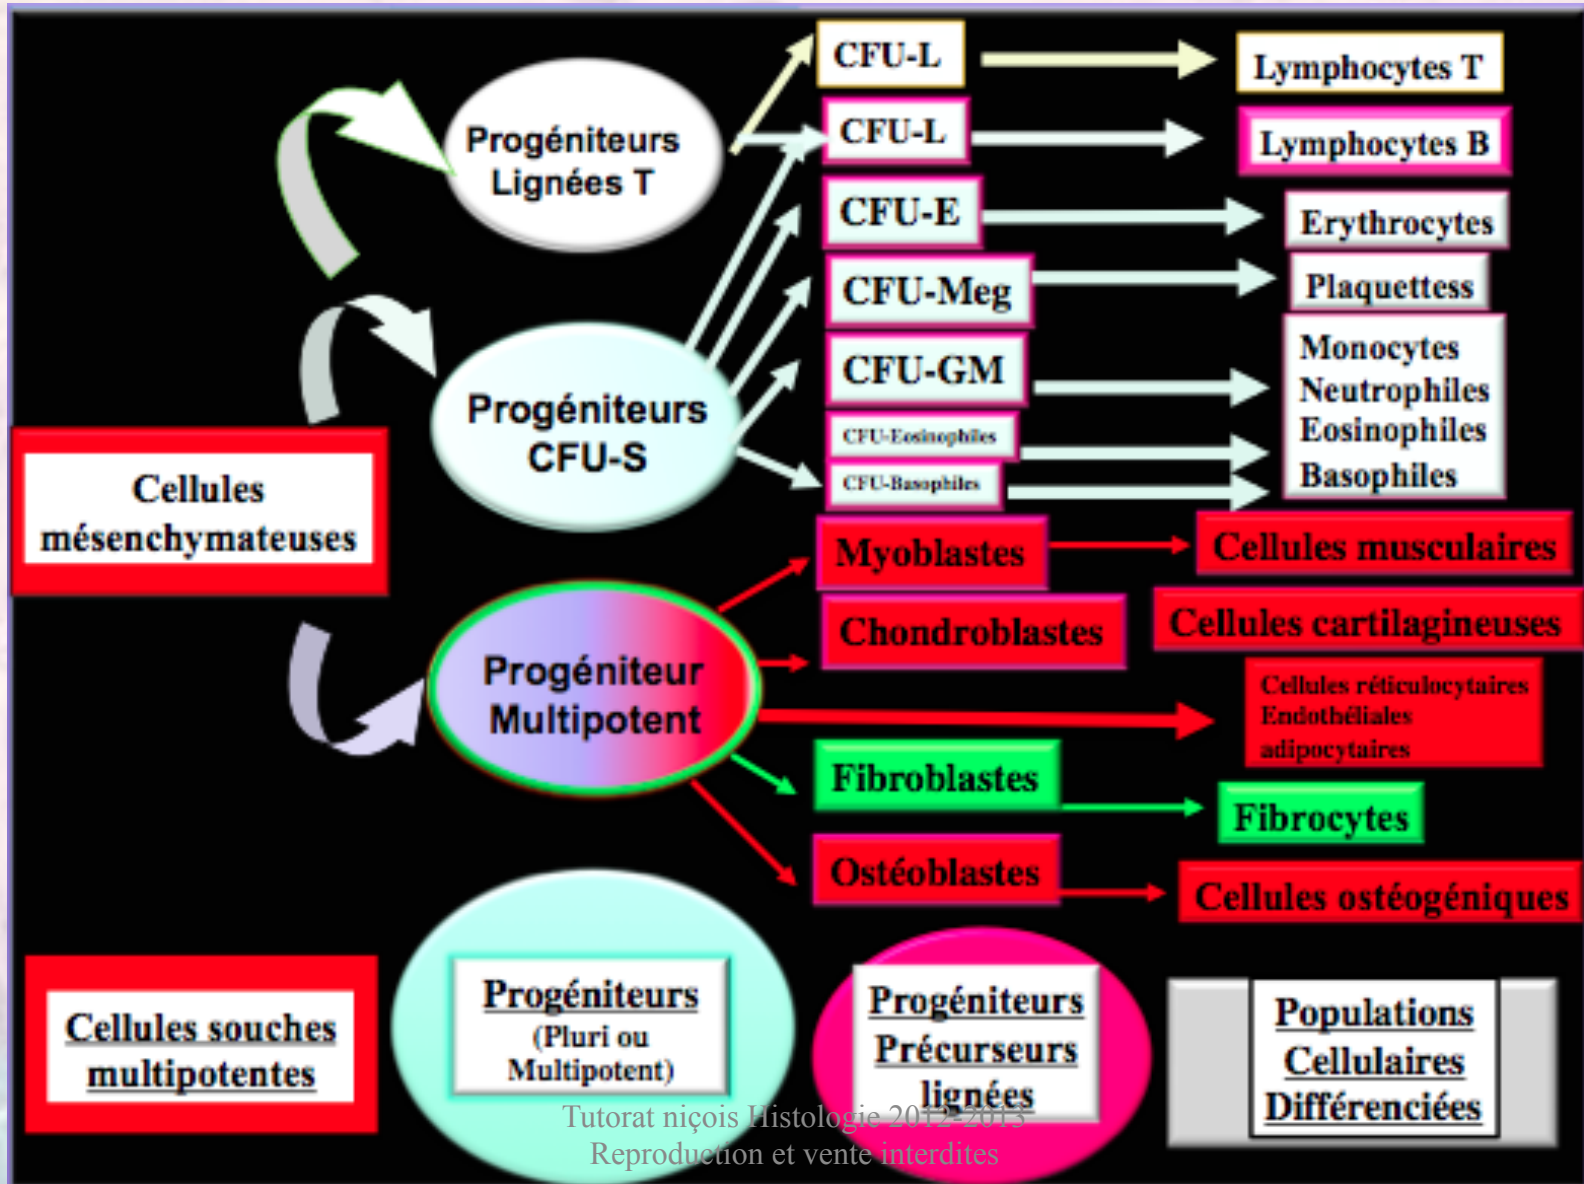 CFU-L
Lymphocytes T
Progéniteurs
Lignées T
CFU-L
Lymphocytes B
CFU-E
Erythrocytes
CFU-Meg
Plaquettess
CFU-GM
Monocytes
Neutrophiles
Eosinophiles
Basophiles
Progéniteurs
CFU-S
CFU-Eosinophiles
CFU-Basophiles
Cellules
mésenchymateuses
Myoblastes
Cellules musculaires
Chondroblastes
Cellules cartilagineuses
Progéniteur
Multipotent
Cellules réticulocytaires
Endothéliales
adipocytaires
Fibroblastes
Fibrocytes
Ostéoblastes
Cellules ostéogéniques
Cellules souches
multipotentes
Progéniteurs
(Pluri ou
Multipotent)
Progéniteurs
Précurseurs
lignées
Populations
Cellulaires
Différenciées
Tutorat niçois Histologie 2012-2013
Reproduction et vente interdites